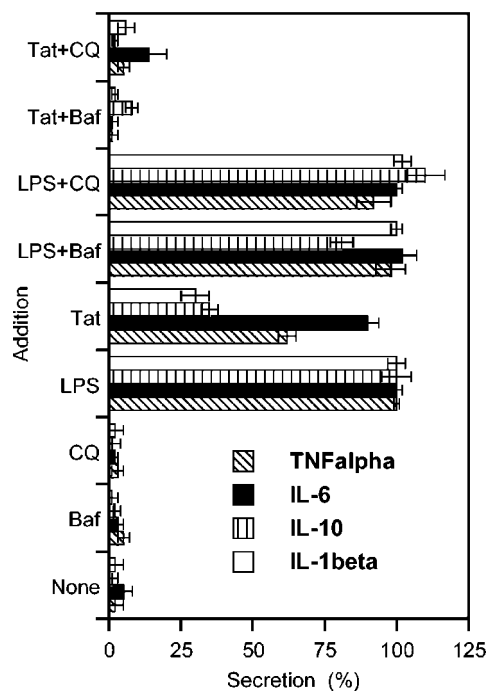 Tat+CQ
Tat+Baf
LPS+CQ
LPS+Baf
Tat
LPS
CQ
Baf
None
Addition
TNFalpha
IL-6
IL-10
IL-1beta
0 25 50 75 100 125
Secretion (%)